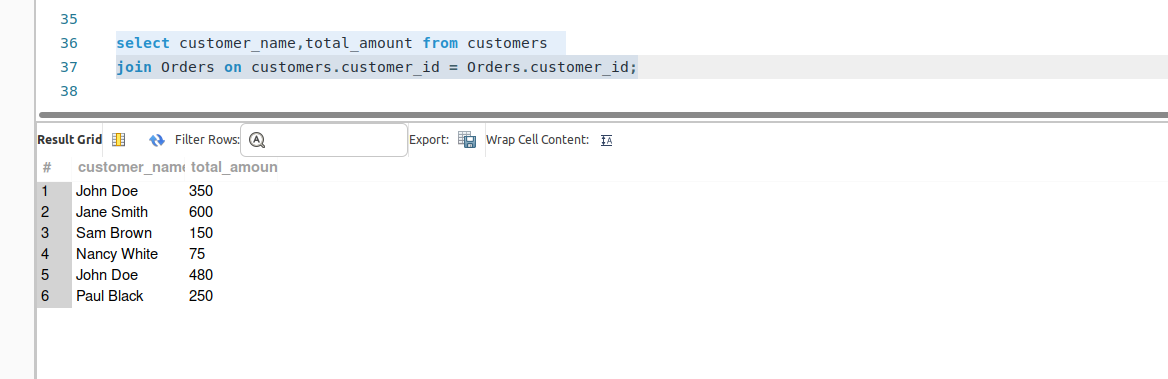 35
36 select customer_name,total_amount from customers
37 join Orders on customers.customer_id = Orders.customer_id;
38
Result Grid Filter Rows: Export: Wrap Cell Content:
# customer_name total_amoun
1 John Doe 350
2 Jane Smith 600
3 Sam Brown 150
4 Nancy White 75
5 John Doe 480
6 Paul Black 250